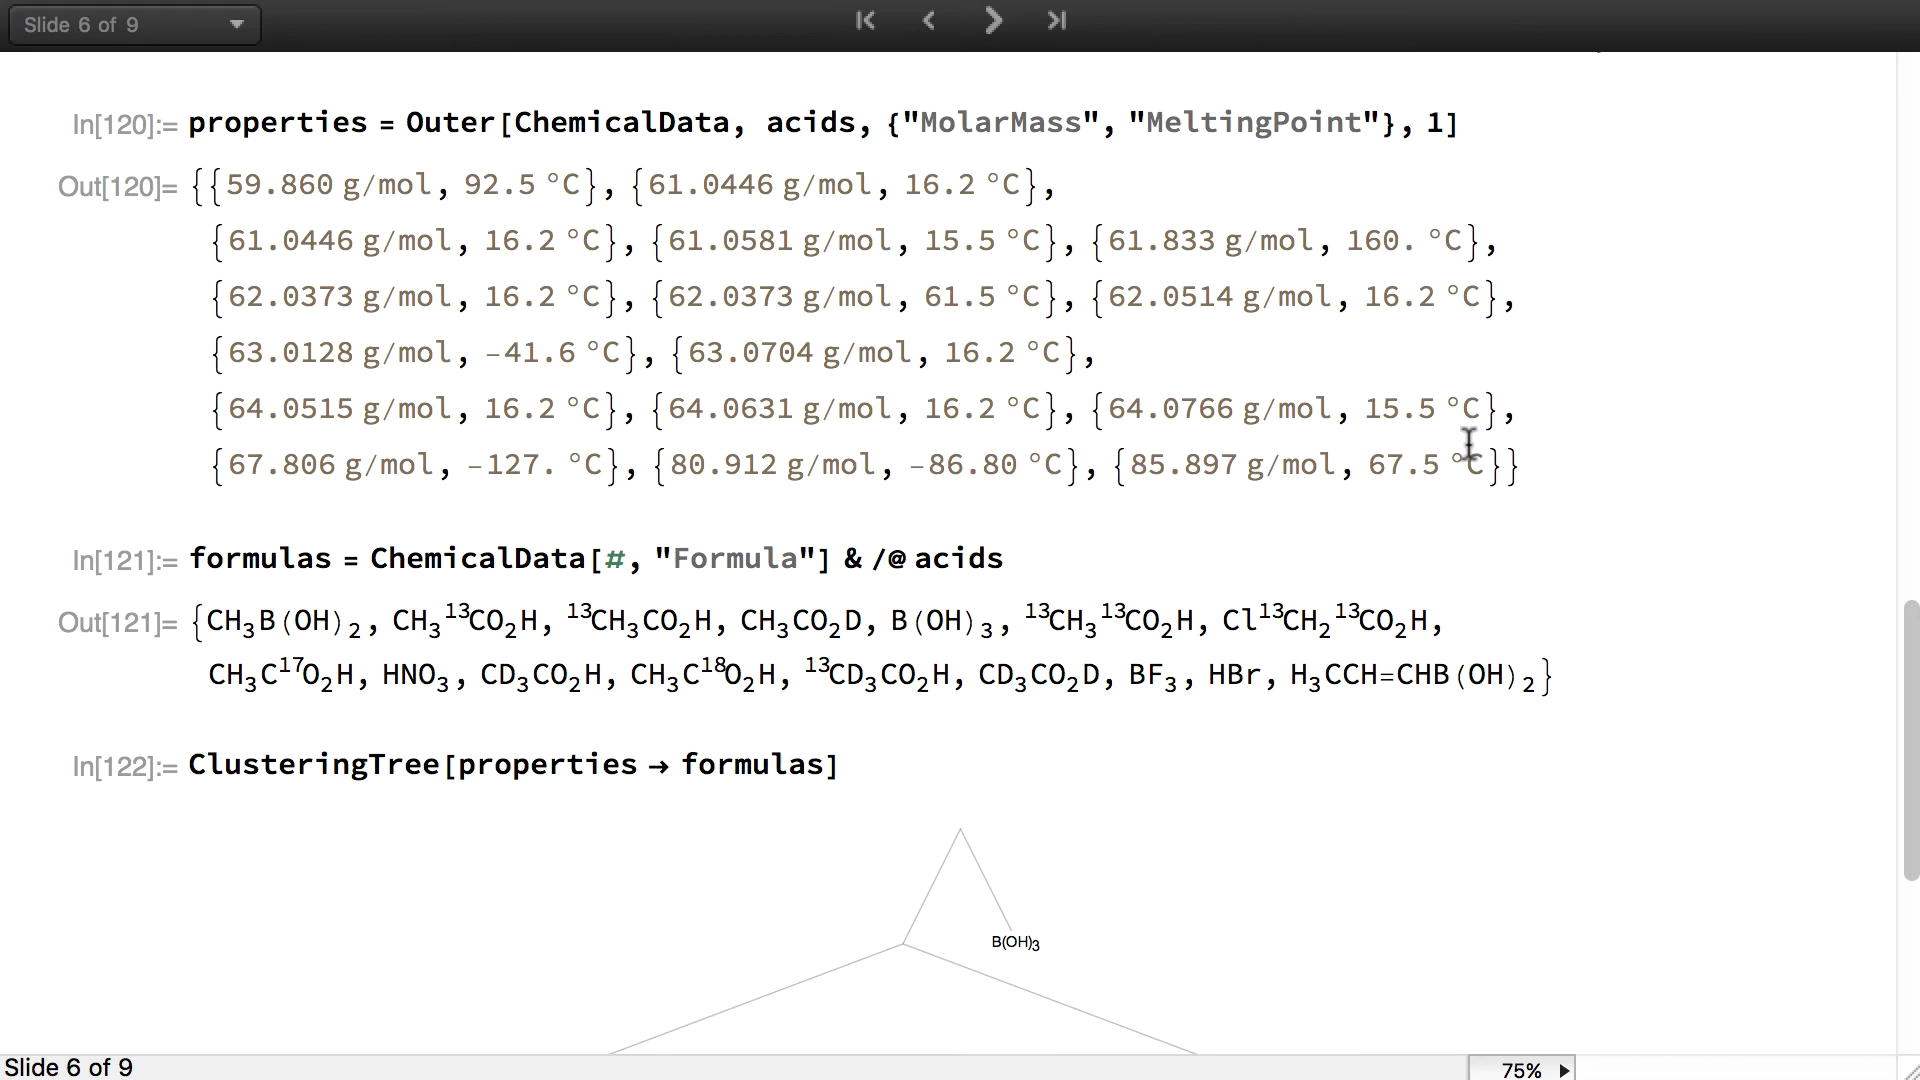 Slide 6 of 9
In[120]:= properties = Outer[ChemicalData, acids, {"MolarMass", "MeltingPoint"}, 1]
Out[120]= {{59.860 g/mol, 92.5 °C}, {61.0446 g/mol, 16.2 °C},
{61.0446 g/mol, 16.2 °C}, {61.0581 g/mol, 15.5 °C}, {61.833 g/mol, 160. °C},
{62.0373 g/mol, 16.2 °C}, {62.0373 g/mol, 61.5 °C}, {62.0514 g/mol, 16.2 °C},
{63.0128 g/mol, -41.6 °C}, {63.0704 g/mol, 16.2 °C},
{64.0515 g/mol, 16.2 °C}, {64.0631 g/mol, 16.2 °C}, {64.0766 g/mol, 15.5 °C},
{67.806 g/mol, -127. °C}, {80.912 g/mol, -86.80 °C}, {85.897 g/mol, 67.5 °C}}
In[121]:= formulas = ChemicalData[#, "Formula"] & /@ acids
Out[121]= {CH₃B(OH)₂, CH₃¹³CO₂H, ¹³CH₃CO₂H, CH₃CO₂D, B(OH)₃, ¹³CH₃¹³CO₂H, Cl¹³CH₂¹³CO₂H,
CH₃C¹⁷O₂H, HNO₃, CD₃CO₂H, CH₃C¹⁸O₂H, ¹³CD₃CO₂H, CD₃CO₂D, BF₃, HBr, H₃CCH=CHB(OH)₂}
In[122]:= ClusteringTree[properties → formulas]
B(OH)₃
Slide 6 of 9
75%